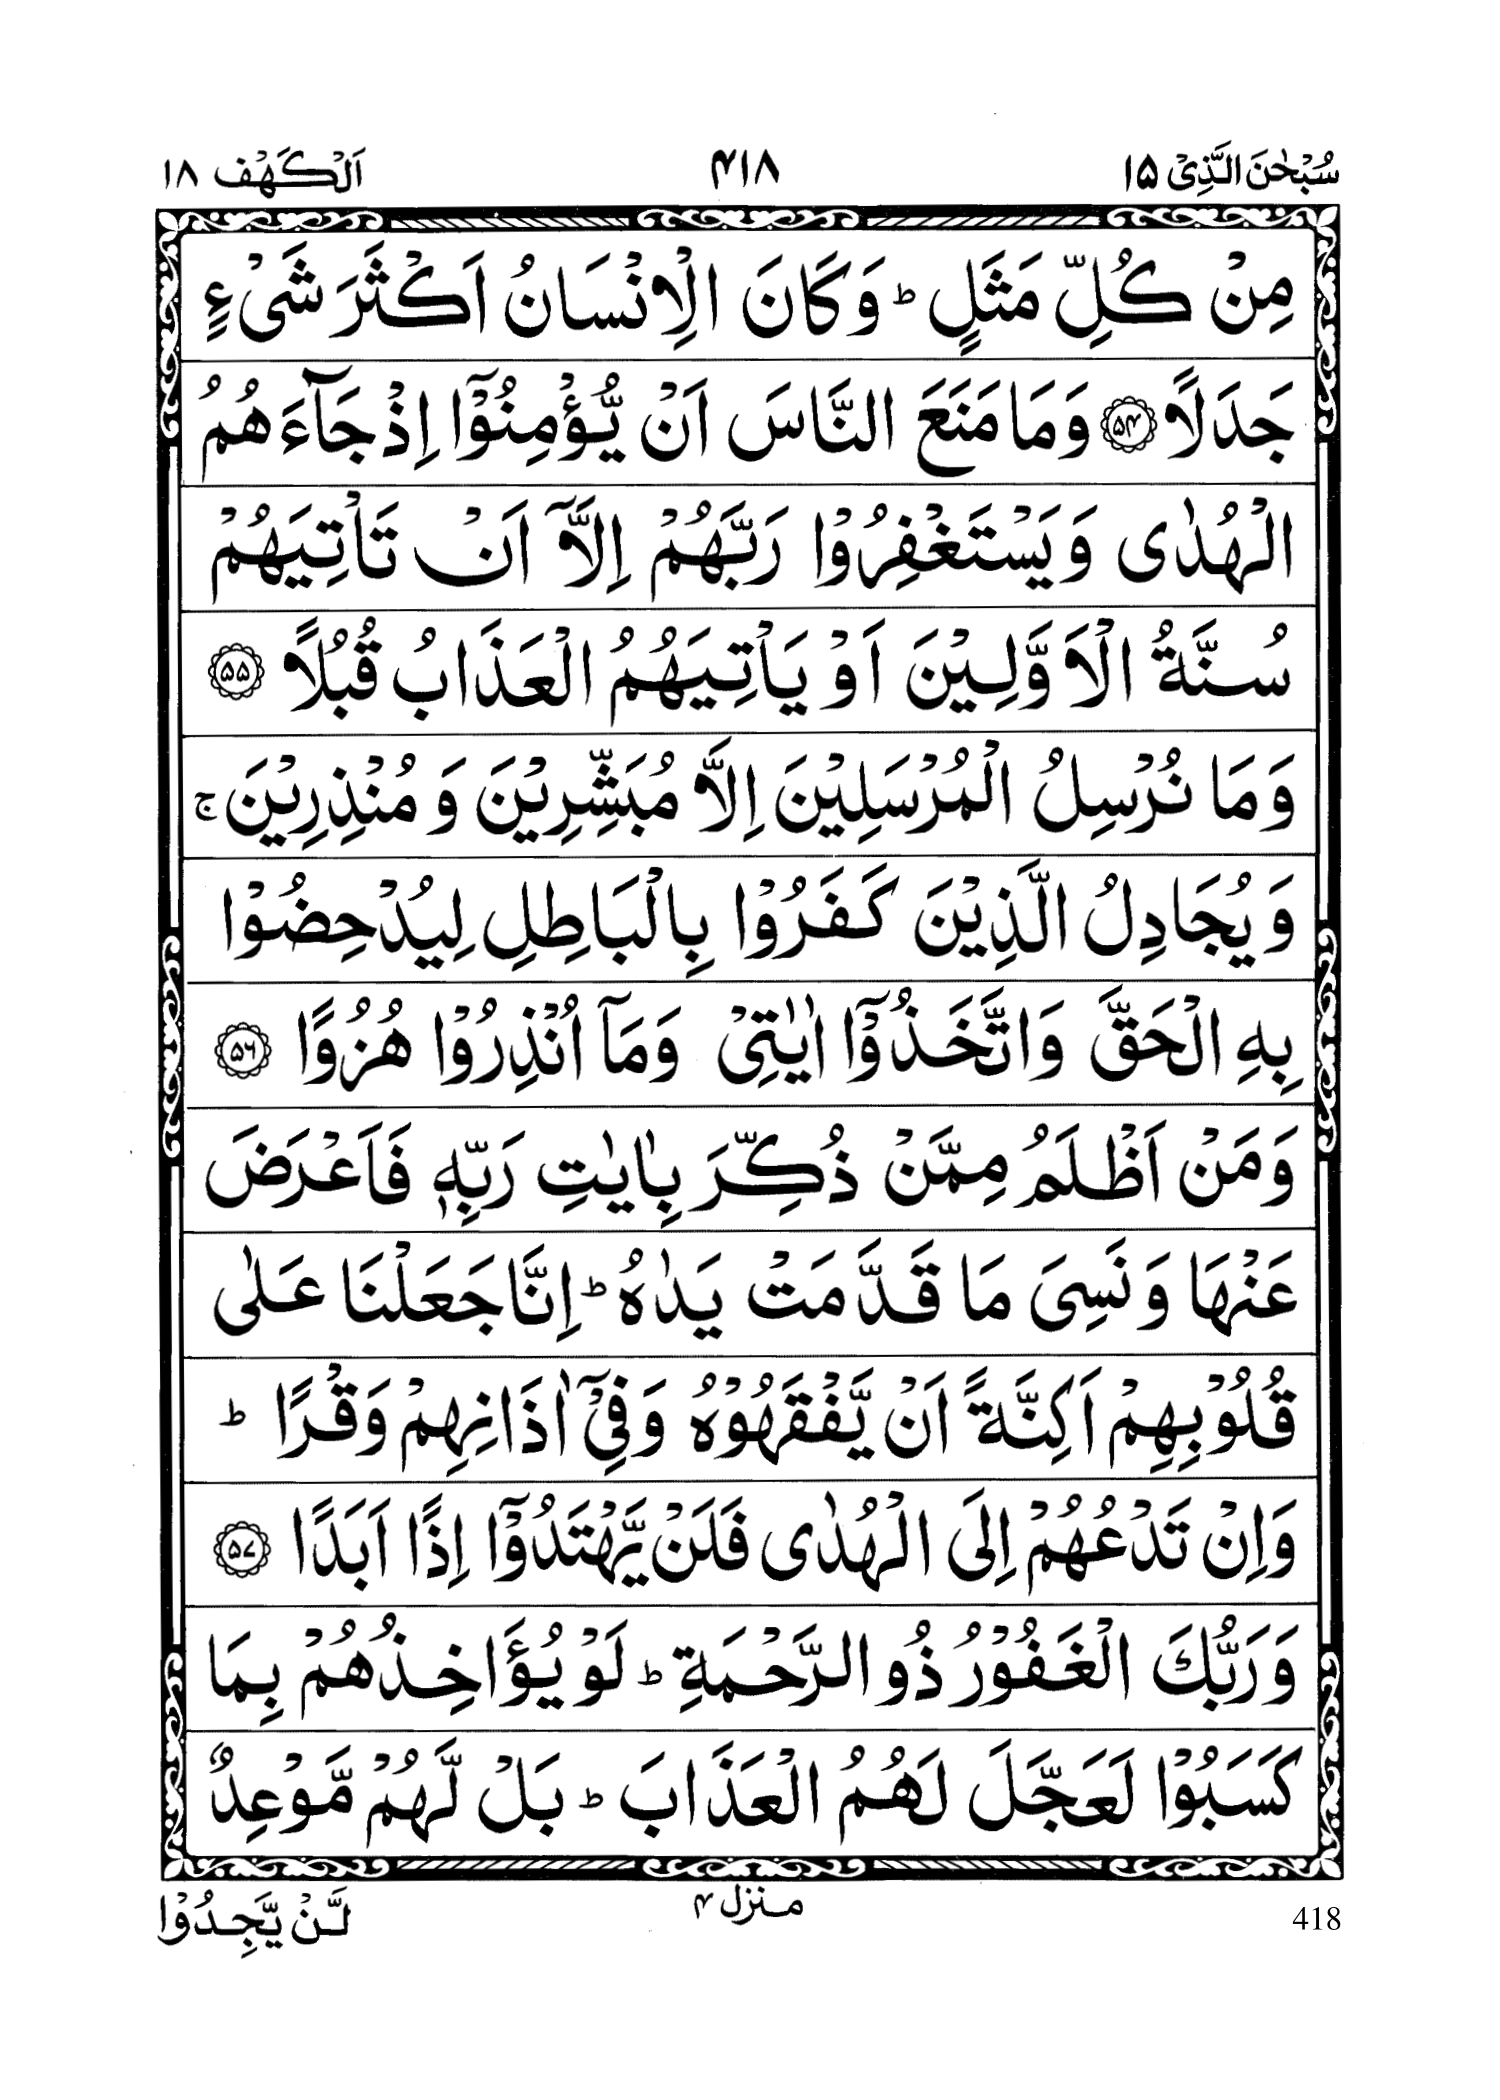 سُبْحٰنَ الَّذِیْ ۱۵ ۴۱۸ اَلْكَهْف ۱۸
مِنْ كُلِّ مَثَلٍ ؕ وَكَانَ الْاِنْسَانُ اَكْثَرَ شَیْءٍ
جَدَلًا ﴿۵۴﴾ وَمَا مَنَعَ النَّاسَ اَنْ یُّؤْمِنُوْۤا اِذْ جَآءَهُمُ
الْهُدٰی وَیَسْتَغْفِرُوْا رَبَّهُمْ اِلَّاۤ اَنْ تَاْتِیَهُمْ
سُنَّةُ الْاَوَّلِیْنَ اَوْ یَاْتِیَهُمُ الْعَذَابُ قُبُلًا ﴿۵۵﴾
وَمَا نُرْسِلُ الْمُرْسَلِیْنَ اِلَّا مُبَشِّرِیْنَ وَ مُنْذِرِیْنَ ۚ
وَیُجَادِلُ الَّذِیْنَ كَفَرُوْا بِالْبَاطِلِ لِیُدْحِضُوْا
بِهِ الْحَقَّ وَاتَّخَذُوْۤا اٰیٰتِیْ وَمَاۤ اُنْذِرُوْا هُزُوًا ﴿۵۶﴾
وَمَنْ اَظْلَمُ مِمَّنْ ذُكِّرَ بِاٰیٰتِ رَبِّهٖ فَاَعْرَضَ
عَنْهَا وَنَسِیَ مَا قَدَّمَتْ یَدٰهُ ؕ اِنَّا جَعَلْنَا عَلٰی
قُلُوْبِهِمْ اَكِنَّةً اَنْ یَّفْقَهُوْهُ وَفِیْۤ اٰذَانِهِمْ وَقْرًا ؕ
وَاِنْ تَدْعُهُمْ اِلَی الْهُدٰی فَلَنْ یَّهْتَدُوْۤا اِذًا اَبَدًا ﴿۵۷﴾
وَرَبُّكَ الْغَفُوْرُ ذُو الرَّحْمَةِ ؕ لَوْ یُؤَاخِذُهُمْ بِمَا
كَسَبُوْا لَعَجَّلَ لَهُمُ الْعَذَابَ ؕ بَلْ لَّهُمْ مَّوْعِدٌ
418 منزل ۴ لَّنْ یَّجِدُوْا